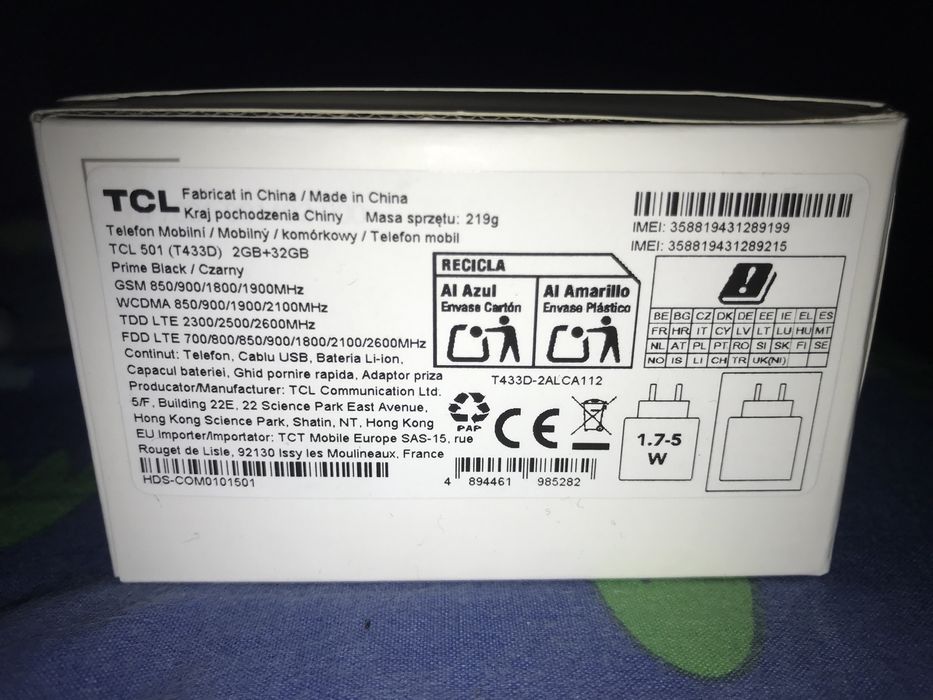 TCL Fabricat in China / Made in China
Kraj pochodzenia Chiny Masa sprzętu: 219g
Telefon Mobilni / Mobilný / komórkowy / Telefon mobil
TCL 501 (T433D) 2GB+32GB
Prime Black / Czarny
GSM 850/900/1800/1900MHz
WCDMA 850/900/1900/2100MHz
TDD LTE 2300/2500/2600MHz
FDD LTE 700/800/850/900/1800/2100/2600MHz
Continut: Telefon, Cablu USB, Bateria Li-ion,
Capacul bateriei, Ghid pornire rapida, Adaptor priza
Producator/Manufacturer: TCL Communication Ltd.
5/F, Building 22E, 22 Science Park East Avenue,
Hong Kong Science Park, Shatin, NT, Hong Kong
EU Importer/Importator: TCT Mobile Europe SAS-15, rue
Rouget de Lisle, 92130 Issy les Moulineaux, France
HDS-COM0101501
RECICLA
Al Azul
Envase Cartón
Al Amarillo
Envase Plástico
T433D-2ALCA112
PAP
CE
4 894461 985282
IMEI: 358819431289199
IMEI: 358819431289215
BE BG CZ DK DE EE IE EL ES
FR HR IT CY LV LT LU HU MT
NL AT PL PT RO SI SK FI SE
NO IS LI CH TR UK(NI)
1.7-5
W